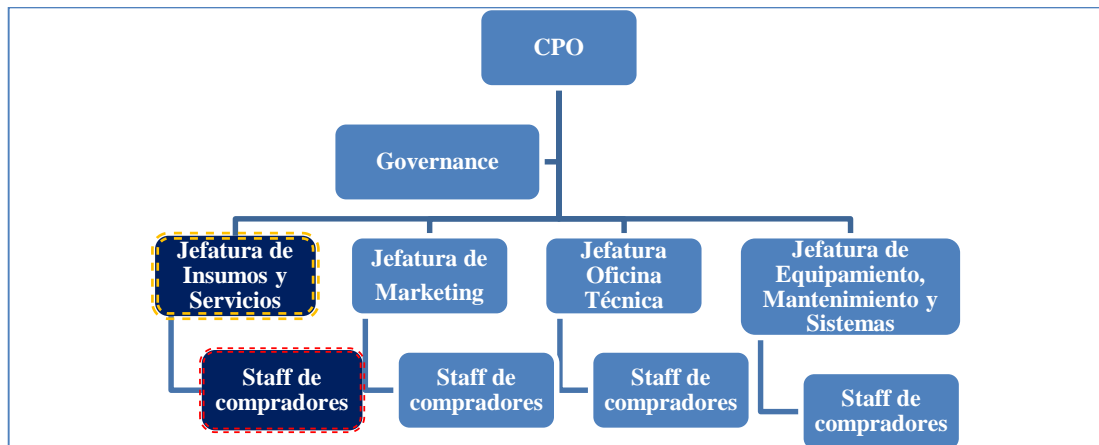 CPO
Governance
Jefatura de
Insumos y
Servicios
Jefatura de
Marketing
Jefatura
Oficina
Técnica
Jefatura de
Equipamiento,
Mantenimiento y
Sistemas
Staff de
compradores
Staff de
compradores
Staff de
compradores
Staff de
compradores